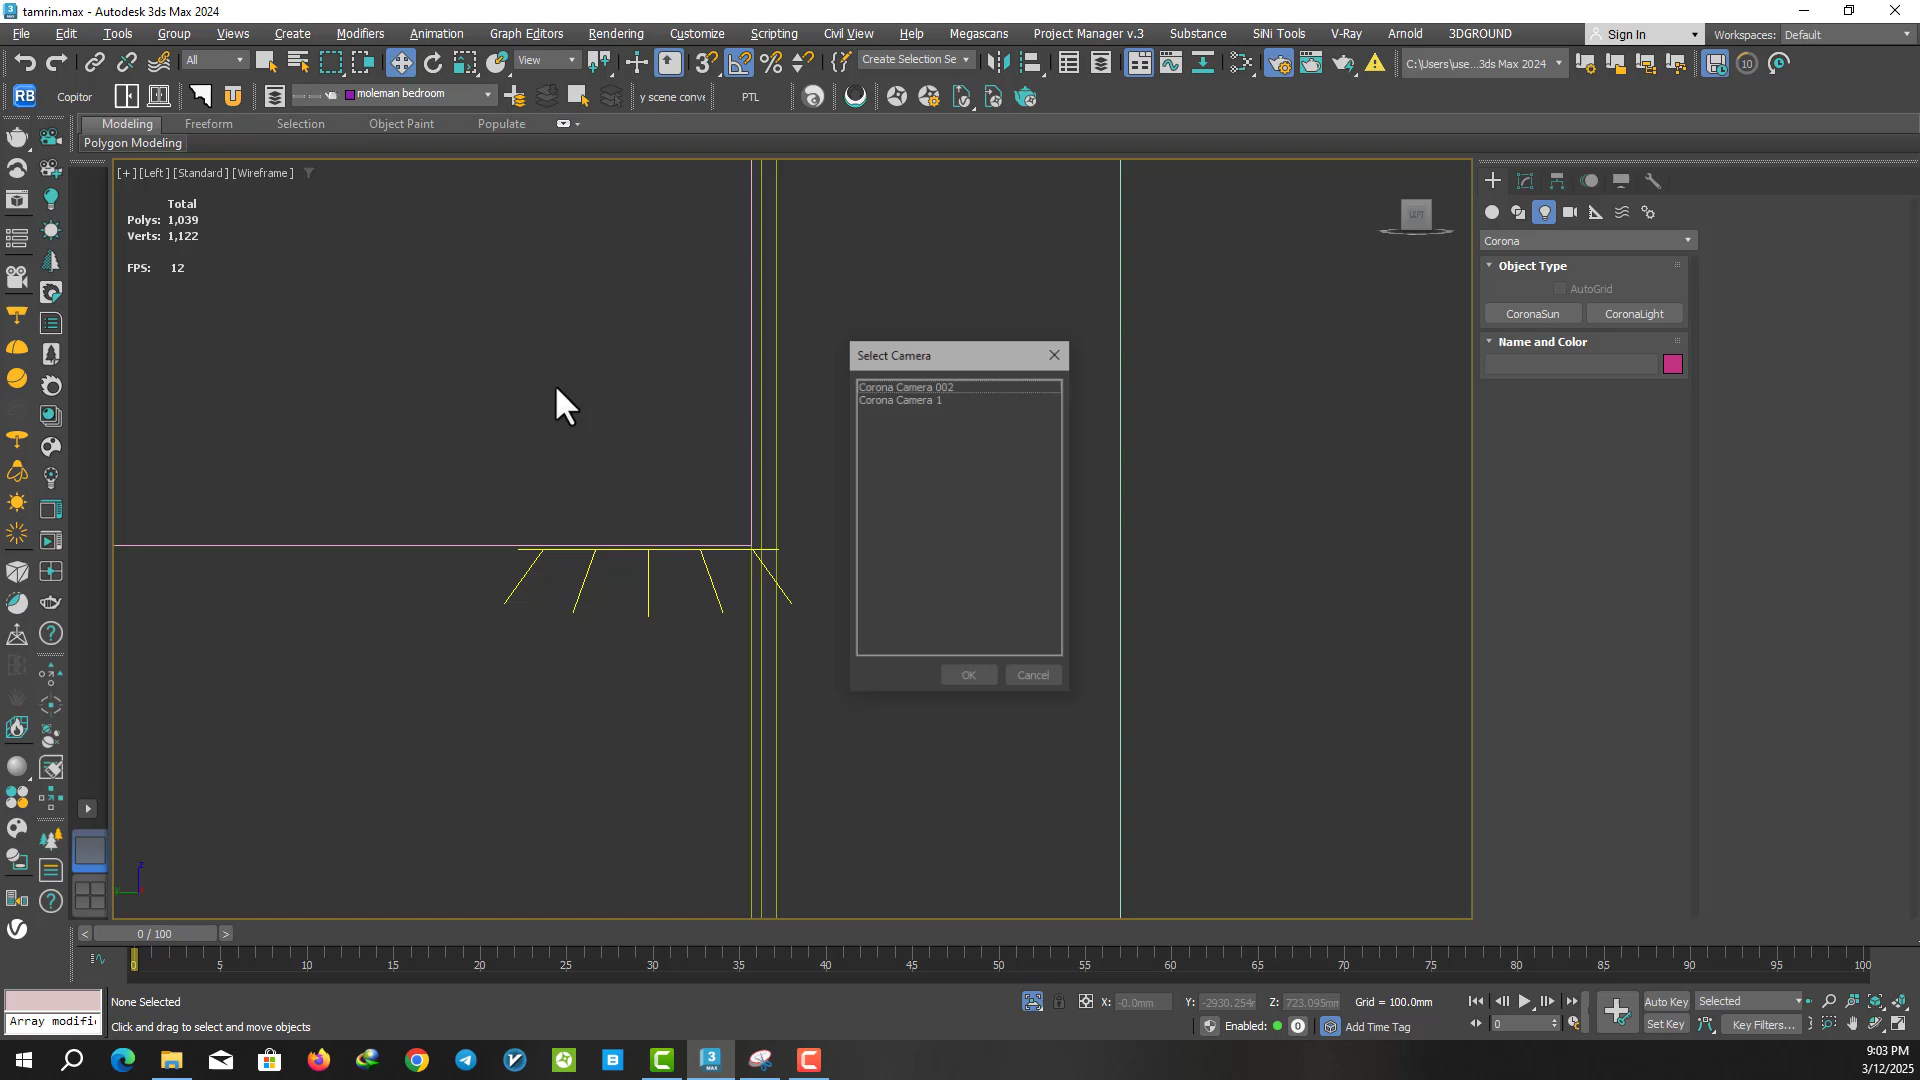 tamrin.max - Autodesk 3ds Max 2024
File Edit Tools Group Views Create Modifiers Animation Graph Editors Rendering Customize Scripting Civil View Help Megascans Project Manager v.3 Substance SiNi Tools V-Ray Arnold 3DGROUND Sign In Workspaces: Default
All View Create Selection Se C:\Users\use...3ds Max 2024 10
RB Copitor moleman bedroom y scene conve PTL
Modeling Freeform Selection Object Paint Populate
Polygon Modeling
[+] [Left] [Standard] [Wireframe]
Total
Polys: 1,039
Verts: 1,122
FPS: 12
LEFT
Corona
Object Type
AutoGrid
CoronaSun CoronaLight
Name and Color
Select Camera
Corona Camera 002
Corona Camera 1
OK Cancel
z
y
< 0 / 100 >
0 5 10 15 20 25 30 35 40 45 50 55 60 65 70 75 80 85 90 95 100
None Selected X: -0.0mm Y: -2930.254r Z: 723.095mm Grid = 100.0mm Auto Key Selected
Array modifi Click and drag to select and move objects Enabled: 0 Add Time Tag 0 Set Key Key Filters...
9:03 PM
3/12/2025